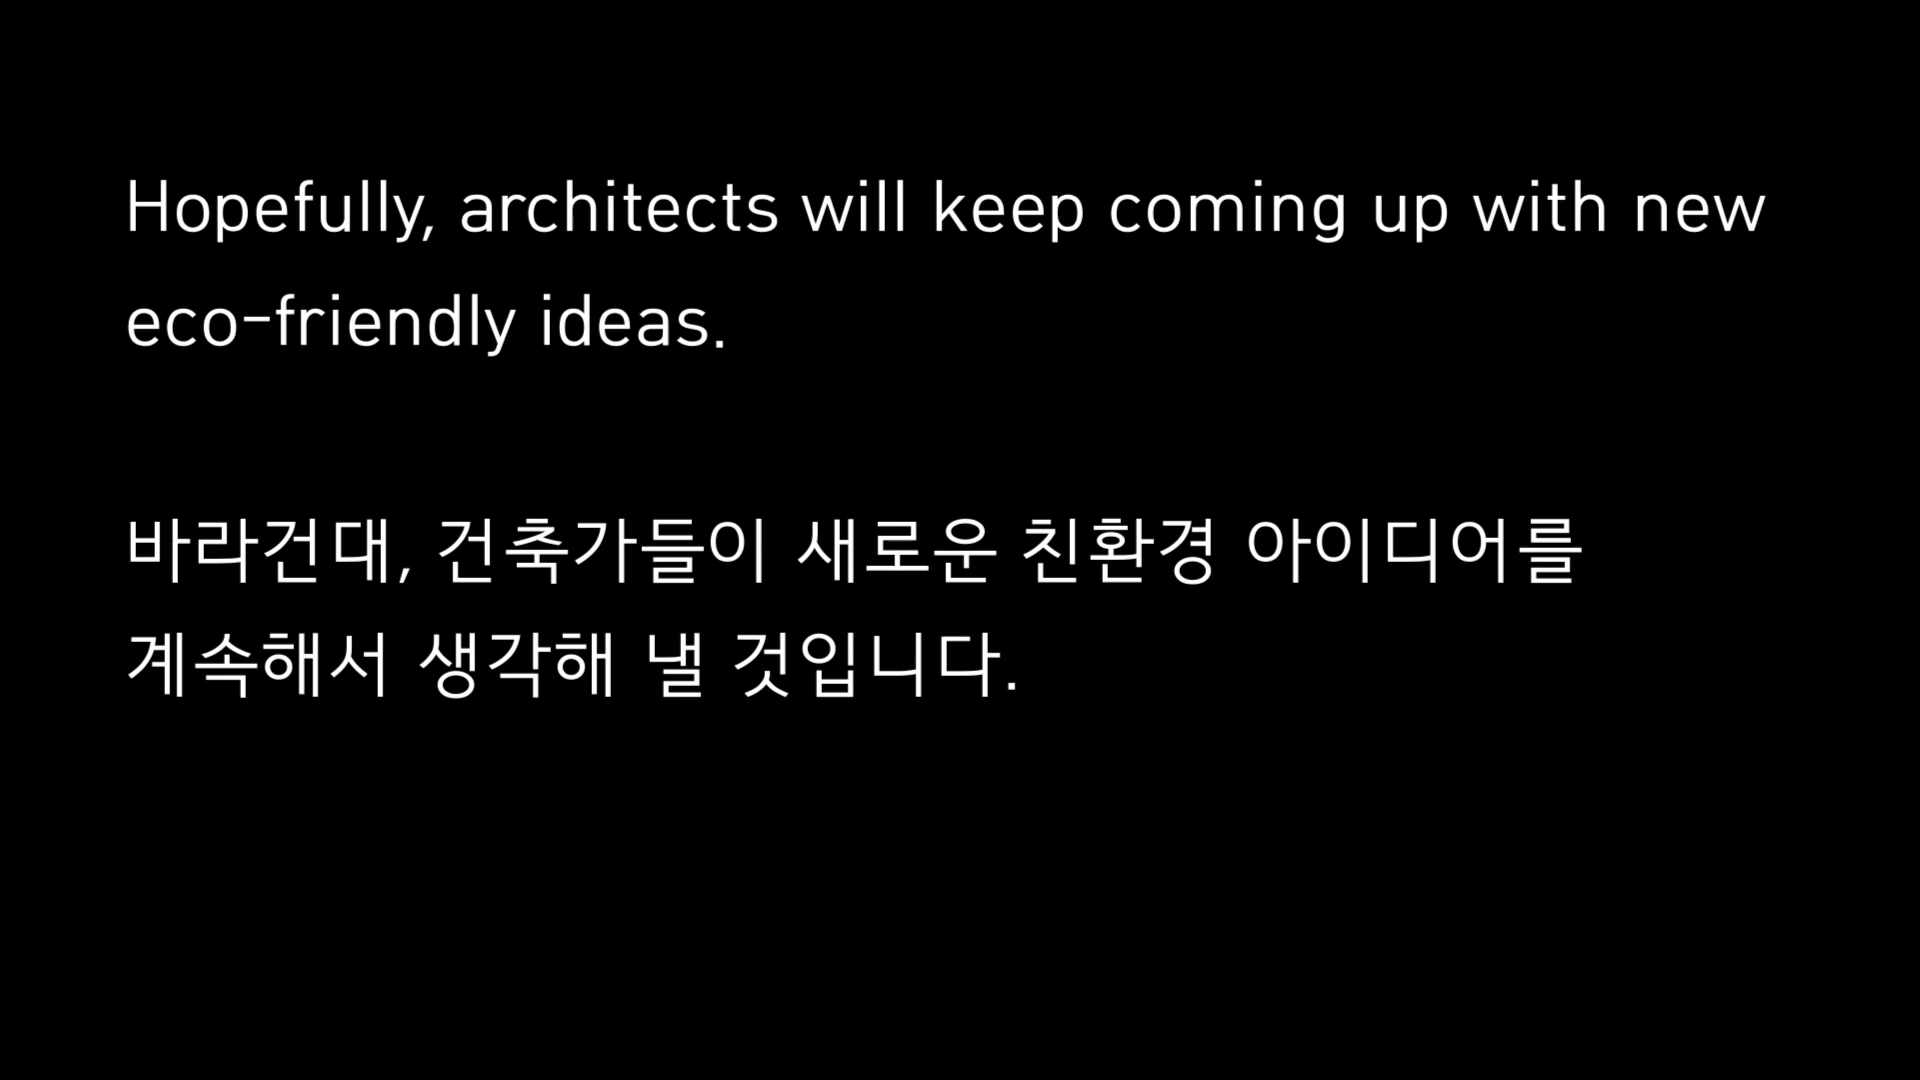 Hopefully, architects will keep coming up with new
eco-friendly ideas.
바라건대, 건축가들이 새로운 친환경 아이디어를
계속해서 생각해 낼 것입니다.